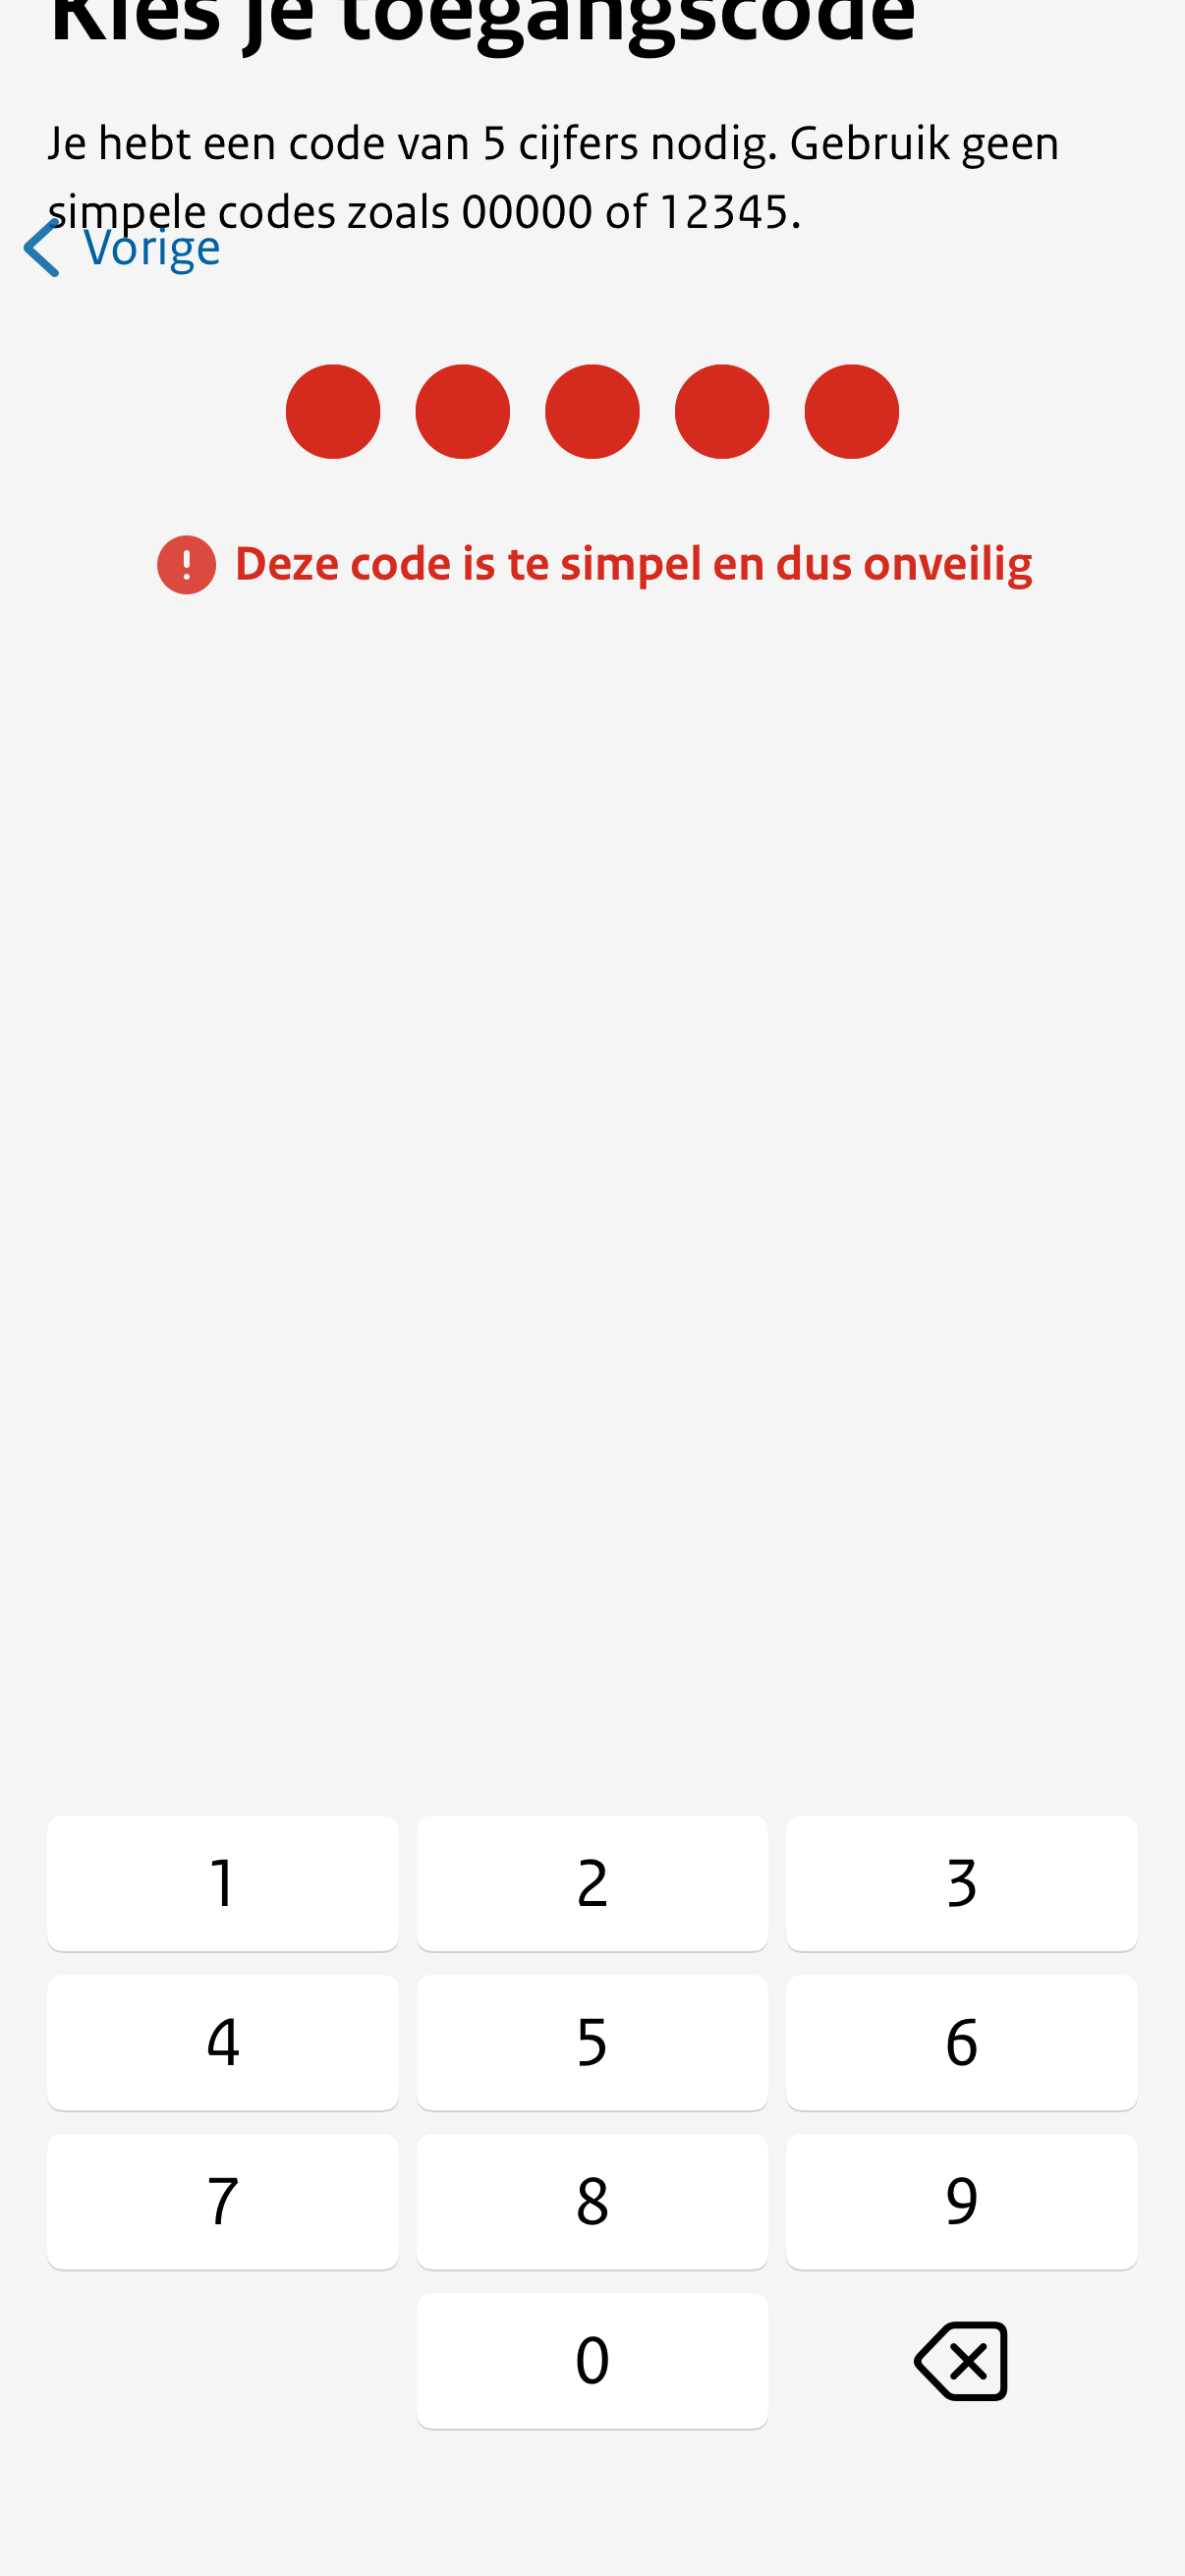 Kies je toegangscode
Je hebt een code van 5 cijfers nodig. Gebruik geen
simpele codes zoals 00000 of 12345.
Vorige
Deze code is te simpel en dus onveilig
1 2 3
4 5 6
7 8 9
0